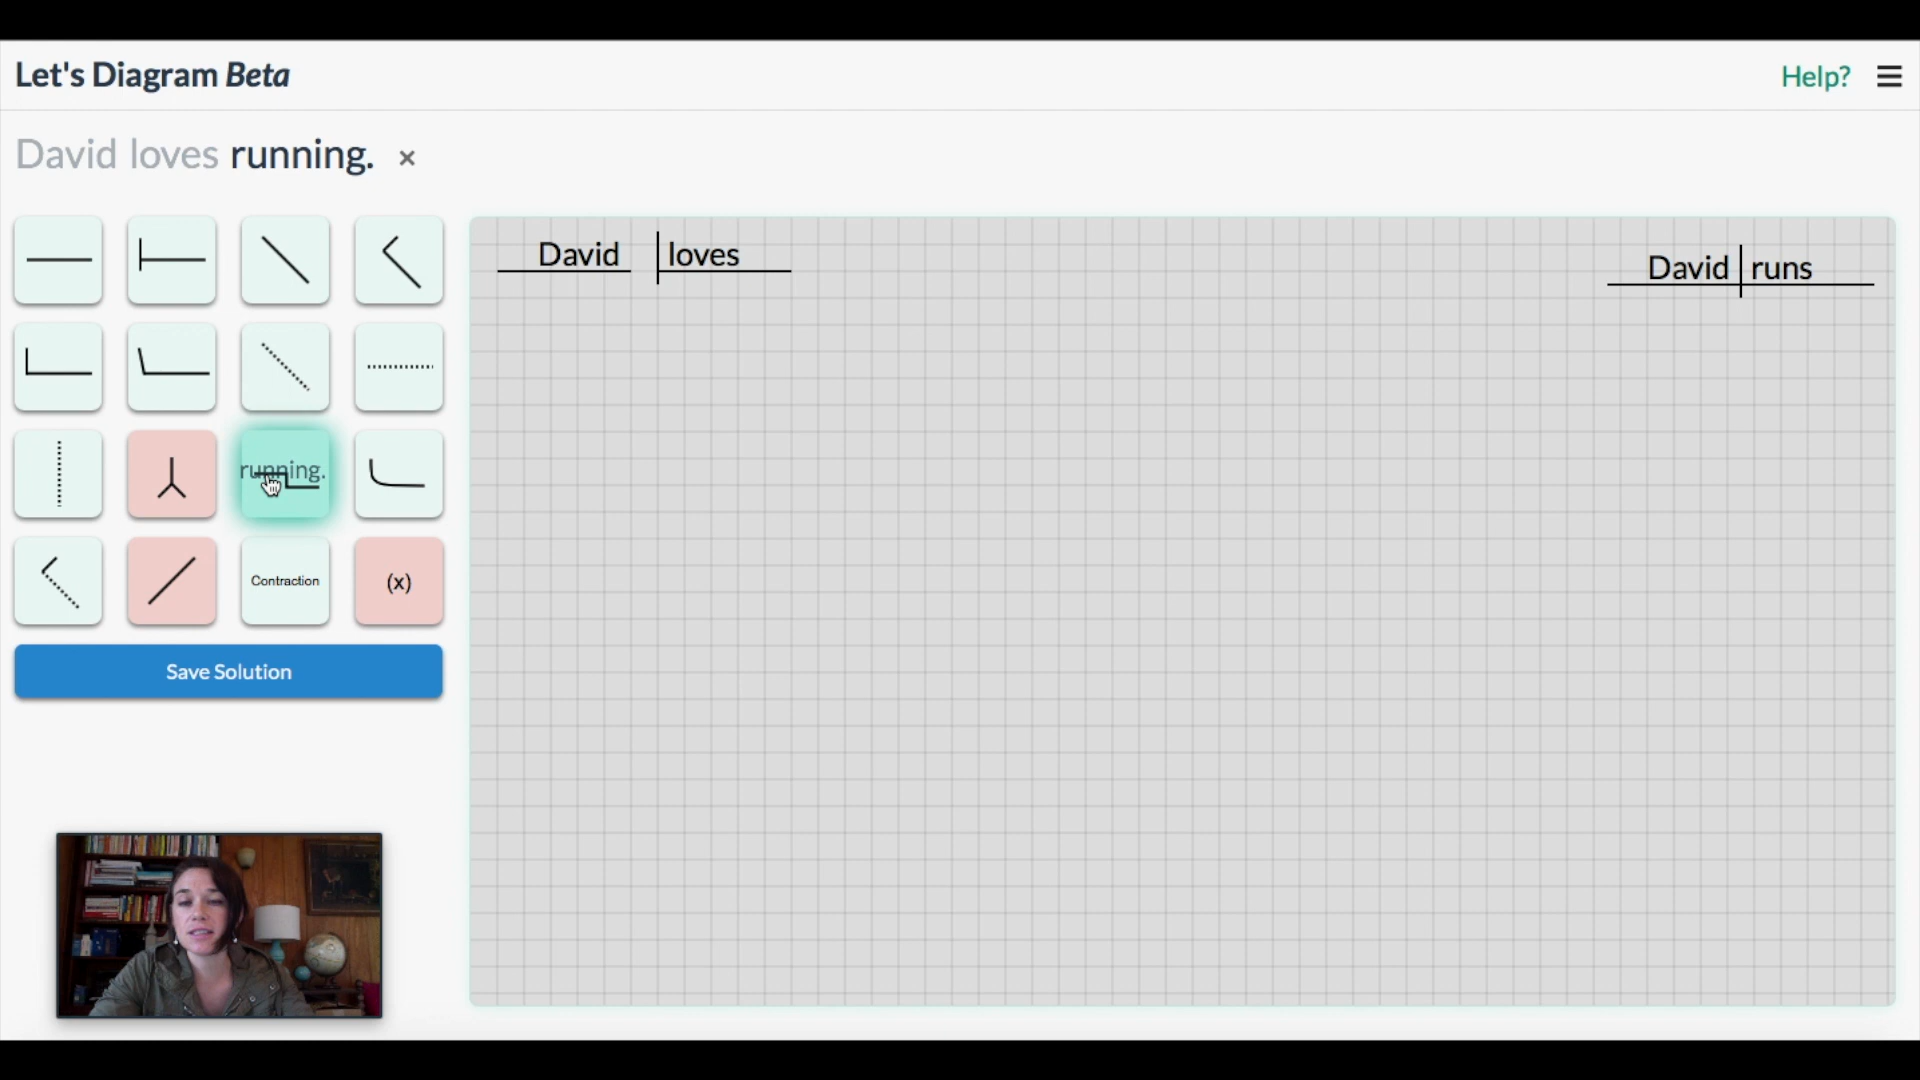 Let's Diagram Beta
Help?
David loves running. ×
David loves
David runs
running.
Contraction
(x)
Save Solution